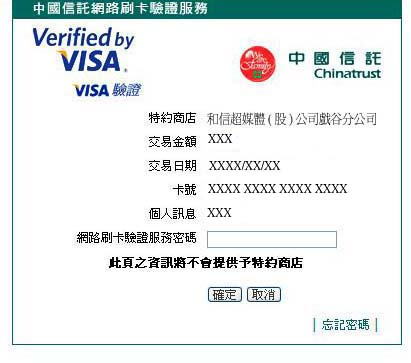 中國信託網路刷卡驗證服務
Verified by
VISA
VISA 驗證
We are Family
中國信託
Chinatrust
特約商店 和信超媒體(股)公司戲谷分公司
交易金額 XXX
交易日期 XXXX/XX/XX
卡號 XXXX XXXX XXXX XXXX
個人訊息 XXX
網路刷卡驗證服務密碼
此頁之資訊將不會提供予特約商店
確定 取消
| 忘記密碼 |